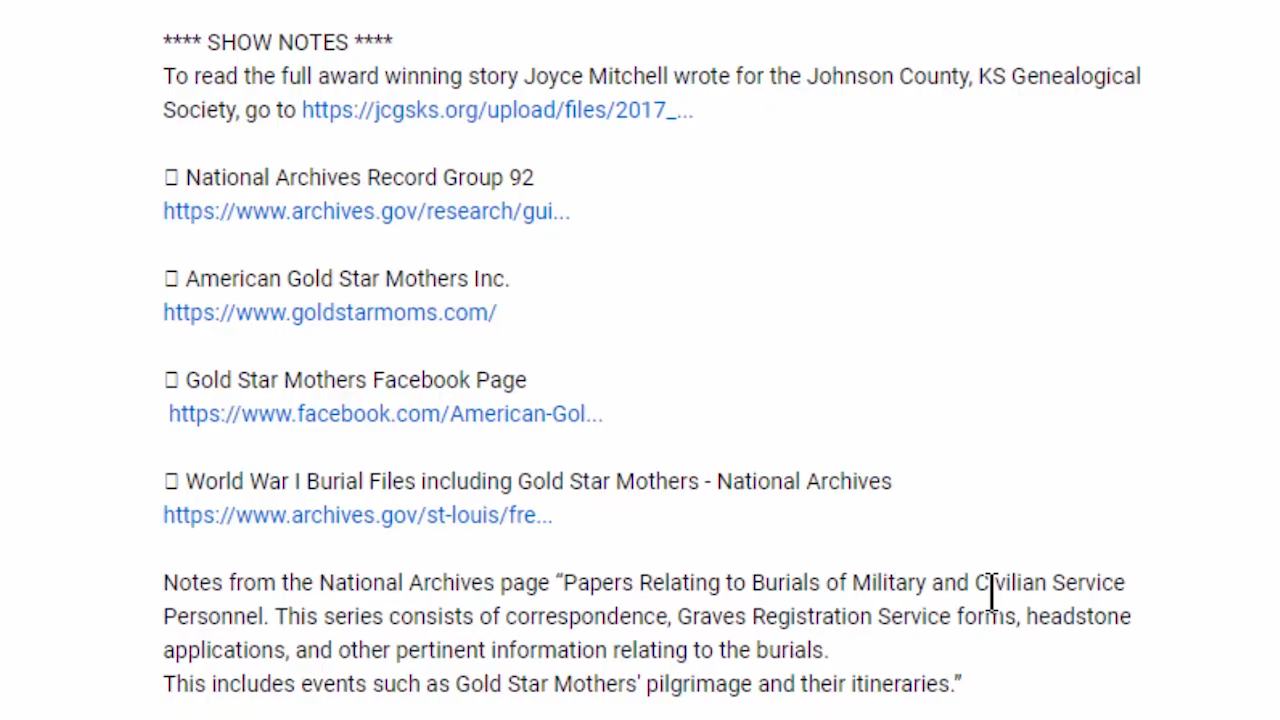 **** SHOW NOTES ****
To read the full award winning story Joyce Mitchell wrote for the Johnson County, KS Genealogical
Society, go to https://jcgsks.org/upload/files/2017_...
National Archives Record Group 92
https://www.archives.gov/research/gui...
American Gold Star Mothers Inc.
https://www.goldstarmoms.com/
Gold Star Mothers Facebook Page
https://www.facebook.com/American-Gol...
World War I Burial Files including Gold Star Mothers - National Archives
https://www.archives.gov/st-louis/fre...
Notes from the National Archives page “Papers Relating to Burials of Military and Civilian Service
Personnel. This series consists of correspondence, Graves Registration Service forms, headstone
applications, and other pertinent information relating to the burials.
This includes events such as Gold Star Mothers' pilgrimage and their itineraries.”